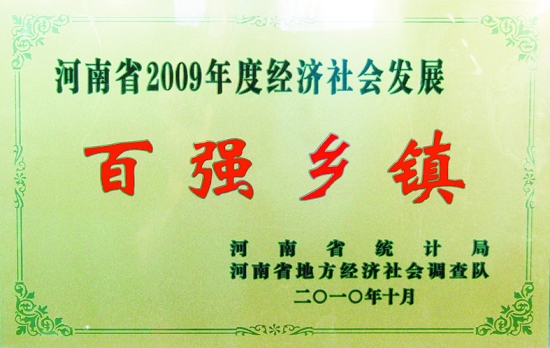 河南省2009年度经济社会发展
百强乡镇
河南省统计局
河南省地方经济社会调查队
二〇一〇年十月